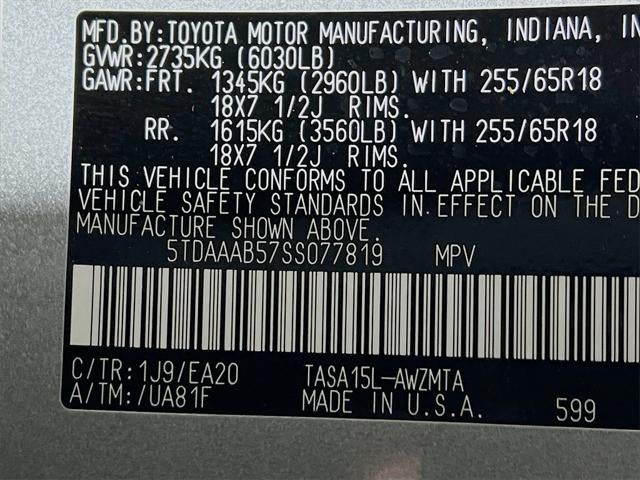 MFD.BY:TOYOTA MOTOR MANUFACTURING, INDIANA, IN
GVWR:2735KG (6030LB)
GAWR:FRT. 1345KG (2960LB) WITH 255/65R18
18X7 1/2J RIMS.
RR. 1615KG (3560LB) WITH 255/65R18
18X7 1/2J RIMS.
THIS VEHICLE CONFORMS TO ALL APPLICABLE FED
VEHICLE SAFETY STANDARDS IN EFFECT ON THE D
MANUFACTURE SHOWN ABOVE.
5TDAAAB57SS077819 MPV
C/TR:1J9/EA20 TASA15L-AWZMTA
A/TM:/UA81F MADE IN U.S.A. 599